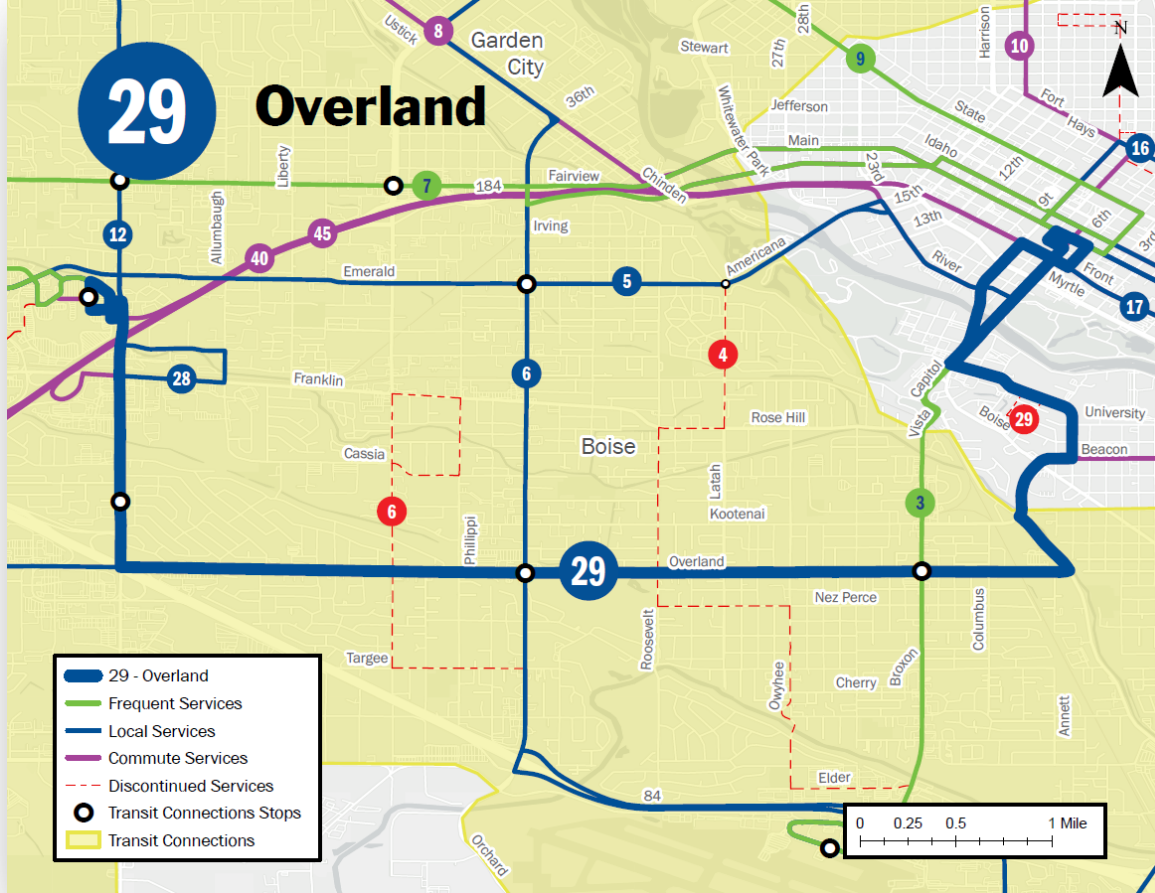 29
Overland
Ustick
8
Garden
City
36th
Stewart
27th
28th
9
Harrison
10
N
Fort
Hays
16
Jefferson
Whitewater Park
Main
State
Idaho
12th
23rd
15th
13th
9t
6th
3rd
Liberty
7
184
Fairview
Chinden
Allumbaugh
12
45
40
Irving
Emerald
5
Americana
River
Myrtle
Front
17
28
Franklin
6
4
Capitol
Vista
Boise
29
University
Beacon
Rose Hill
Boise
Cassia
6
Phillippi
Latah
Kootenai
3
29
Overland
Nez Perce
Columbus
Roosevelt
Targee
Owyhee
Cherry
Broxon
Annett
Elder
84
Orchard
29 - Overland
Frequent Services
Local Services
Commute Services
Discontinued Services
Transit Connections Stops
Transit Connections
0 0.25 0.5 1 Mile